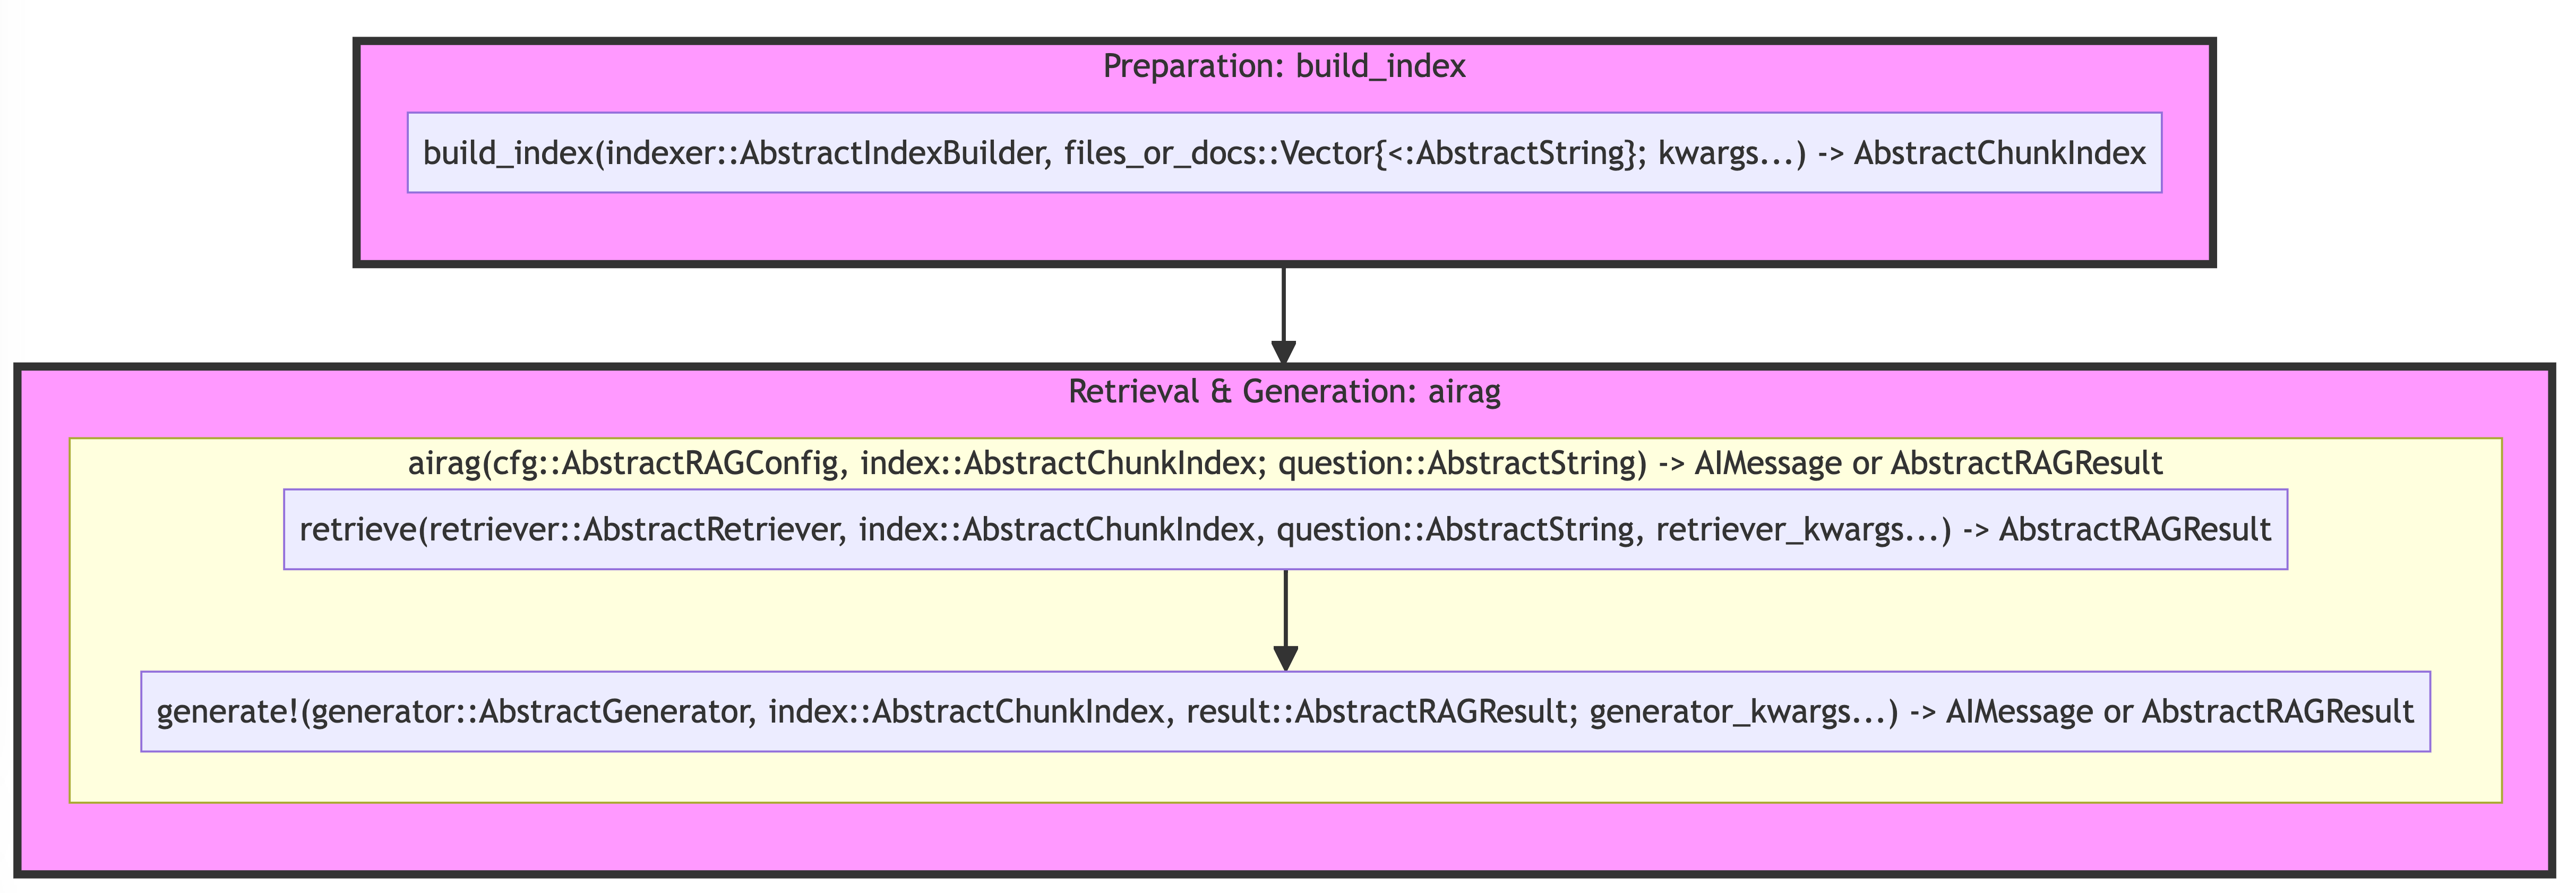 Preparation: build_index
build_index(indexer::AbstractIndexBuilder, files_or_docs::Vector{<:AbstractString}; kwargs...) -> AbstractChunkIndex
Retrieval & Generation: airag
airag(cfg::AbstractRAGConfig, index::AbstractChunkIndex; question::AbstractString) -> AIMessage or AbstractRAGResult
retrieve(retriever::AbstractRetriever, index::AbstractChunkIndex, question::AbstractString, retriever_kwargs...) -> AbstractRAGResult
generate!(generator::AbstractGenerator, index::AbstractChunkIndex, result::AbstractRAGResult; generator_kwargs...) -> AIMessage or AbstractRAGResult